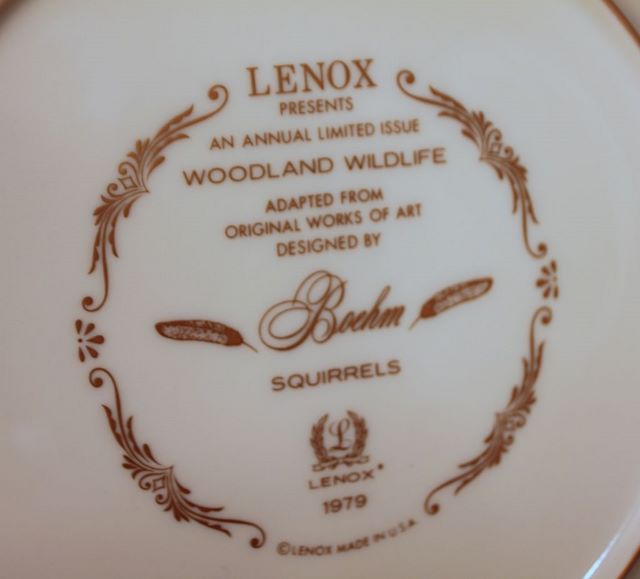 LENOX
PRESENTS
AN ANNUAL LIMITED ISSUE
WOODLAND WILDLIFE
ADAPTED FROM
ORIGINAL WORKS OF ART
DESIGNED BY
Boehm
SQUIRRELS
L
LENOX®
1979
©LENOX MADE IN U.S.A.